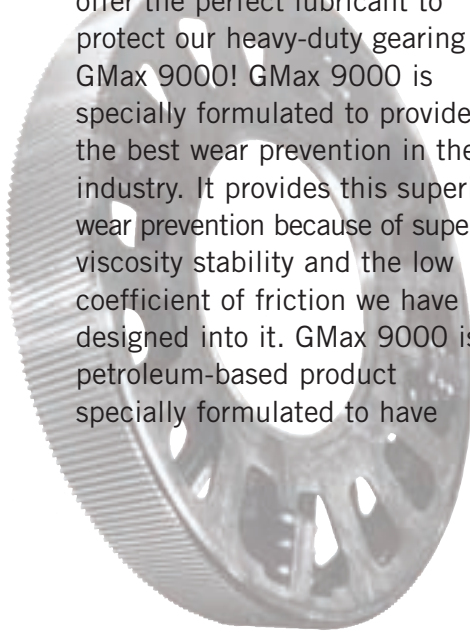 offer the perfect lubricant to
protect our heavy-duty gearing
GMax 9000! GMax 9000 is
specially formulated to provide
the best wear prevention in the
industry. It provides this super
wear prevention because of supe
viscosity stability and the low
coefficient of friction we have
designed into it. GMax 9000 is
petroleum-based product
specially formulated to have